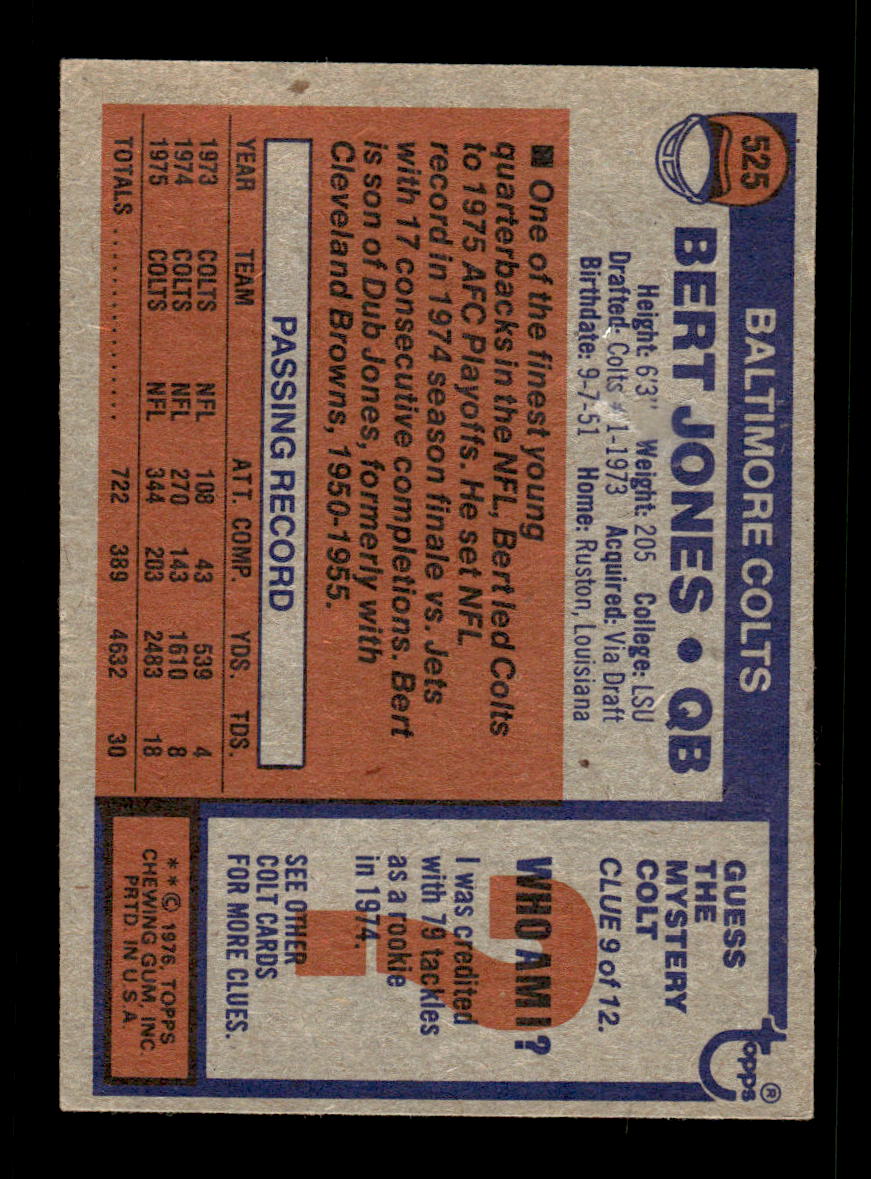 525
BALTIMORE COLTS
BERT JONES • QB
Height: 6'3" Weight: 205 College: LSU
Drafted: Colts #1-1973 Acquired: Via Draft
Birthdate: 9-7-51 Home: Ruston, Louisiana
One of the finest young
quarterbacks in the NFL, Bert led Colts
to 1975 AFC Playoffs. He set NFL
record in 1974 season finale vs. Jets
with 17 consecutive completions. Bert
is son of Dub Jones, formerly with
Cleveland Browns, 1950-1955.
PASSING RECORD
YEAR TEAM ATT. COMP. YDS. TDS.
1973 COLTS NFL 108 43 539 4
1974 COLTS NFL 270 143 1610 8
1975 COLTS NFL 344 203 2483 18
TOTALS .................... 722 389 4632 30
topps®
GUESS
THE
MYSTERY
COLT
CLUE 9 of 12.
?
WHO AM I?
I was credited
with 79 tackles
as a rookie
in 1974.
SEE OTHER
COLT CARDS
FOR MORE CLUES.
**© 1976, TOPPS
CHEWING GUM, INC.
PRTD. IN U.S.A.